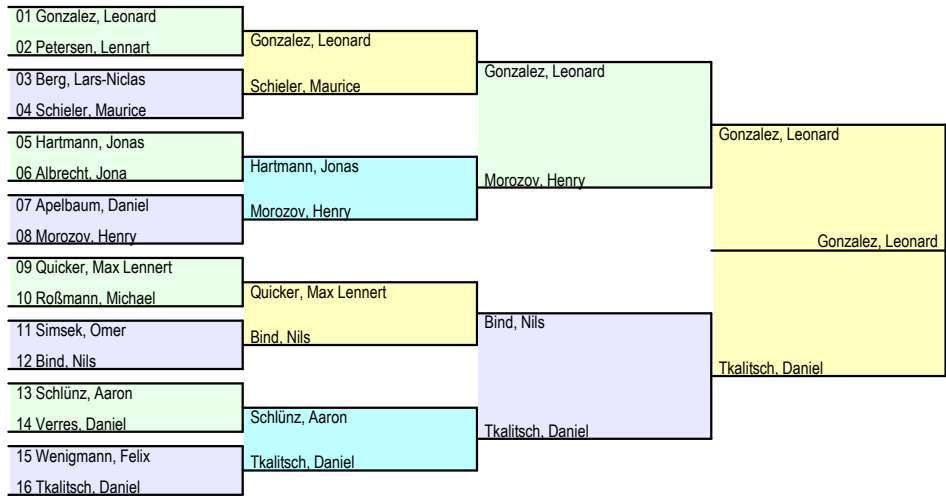 01 Gonzalez, Leonard
02 Petersen, Lennart
03 Berg, Lars-Niclas
04 Schieler, Maurice
05 Hartmann, Jonas
06 Albrecht, Jona
07 Apelbaum, Daniel
08 Morozov, Henry
09 Quicker, Max Lennert
10 Roßmann, Michael
11 Simsek, Ömer
12 Bind, Nils
13 Schlünz, Aaron
14 Verres, Daniel
15 Wenigmann, Felix
16 Tkalitsch, Daniel
Gonzalez, Leonard
Schieler, Maurice
Hartmann, Jonas
Morozov, Henry
Quicker, Max Lennert
Bind, Nils
Schlünz, Aaron
Tkalitsch, Daniel
Gonzalez, Leonard
Morozov, Henry
Bind, Nils
Tkalitsch, Daniel
Gonzalez, Leonard
Tkalitsch, Daniel
Gonzalez, Leonard